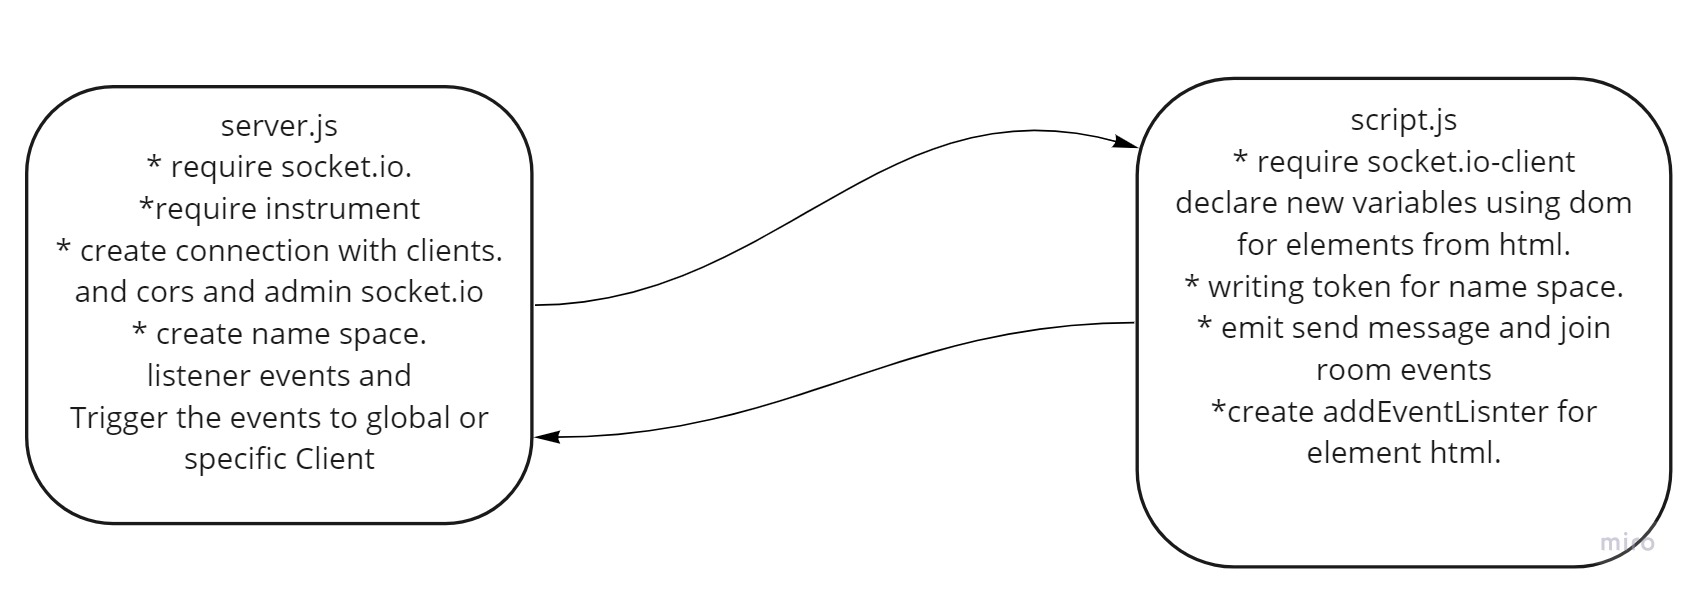 server.js
* require socket.io.
*require instrument
* create connection with clients.
and cors and admin socket.io
* create name space.
listener events and
Trigger the events to global or
specific Client
script.js
* require socket.io-client
declare new variables using dom
for elements from html.
* writing token for name space.
* emit send message and join
room events
*create addEventLisnter for
element html.
miro